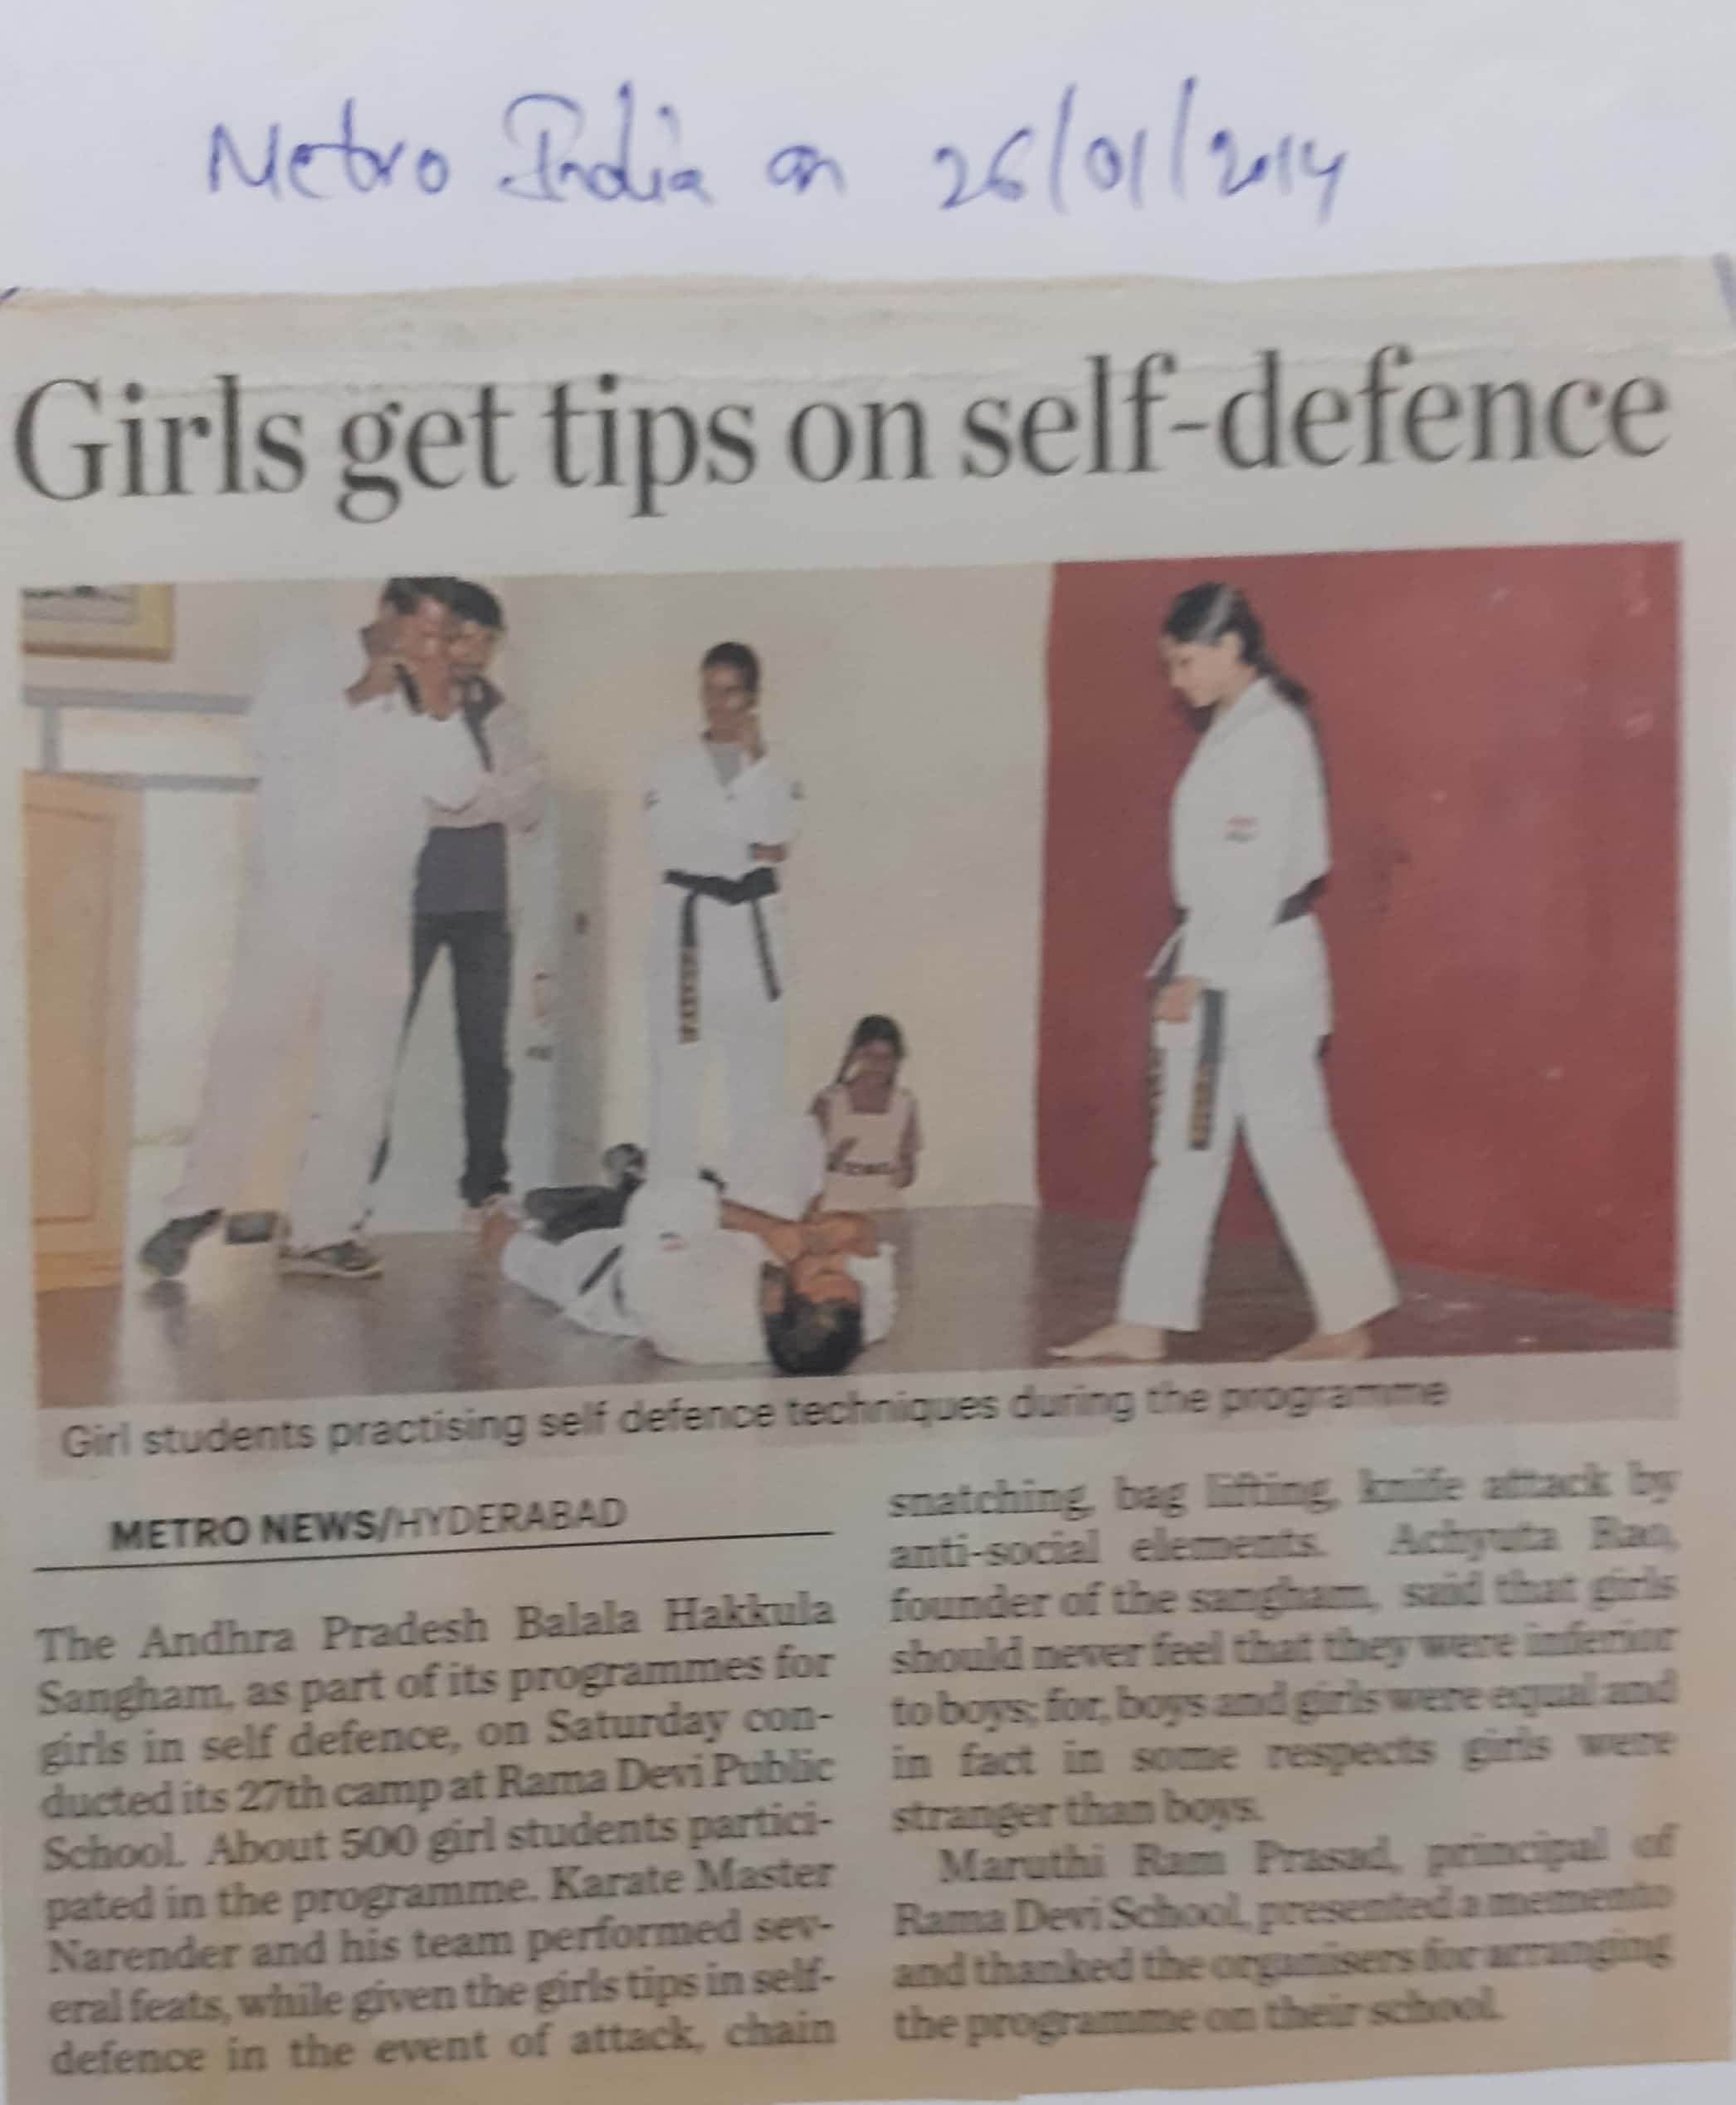 Metro India on 26/01/2014
Girls get tips on self-defence
Girl students practising self defence techniques during the programme
METRO NEWS/HYDERABAD
The Andhra Pradesh Balala Hakkula
Sangham, as part of its programmes for
girls in self defence, on Saturday con-
ducted its 27th camp at Rama Devi Public
School. About 500 girl students partici-
pated in the programme. Karate Master
Narender and his team performed sev-
eral feats, while given the girls tips in self-
defence in the event of attack, chain
snatching, bag lifting, knife attack by
anti-social elements. Achyuta Rao,
founder of the sangham, said that girls
should never feel that they were inferior
to boys; for, boys and girls were equal and
in fact in some respects girls were
stranger than boys.
Maruthi Ram Prasad, principal of
Rama Devi School, presented a memento
and thanked the organisers for arranging
the programme on their school.